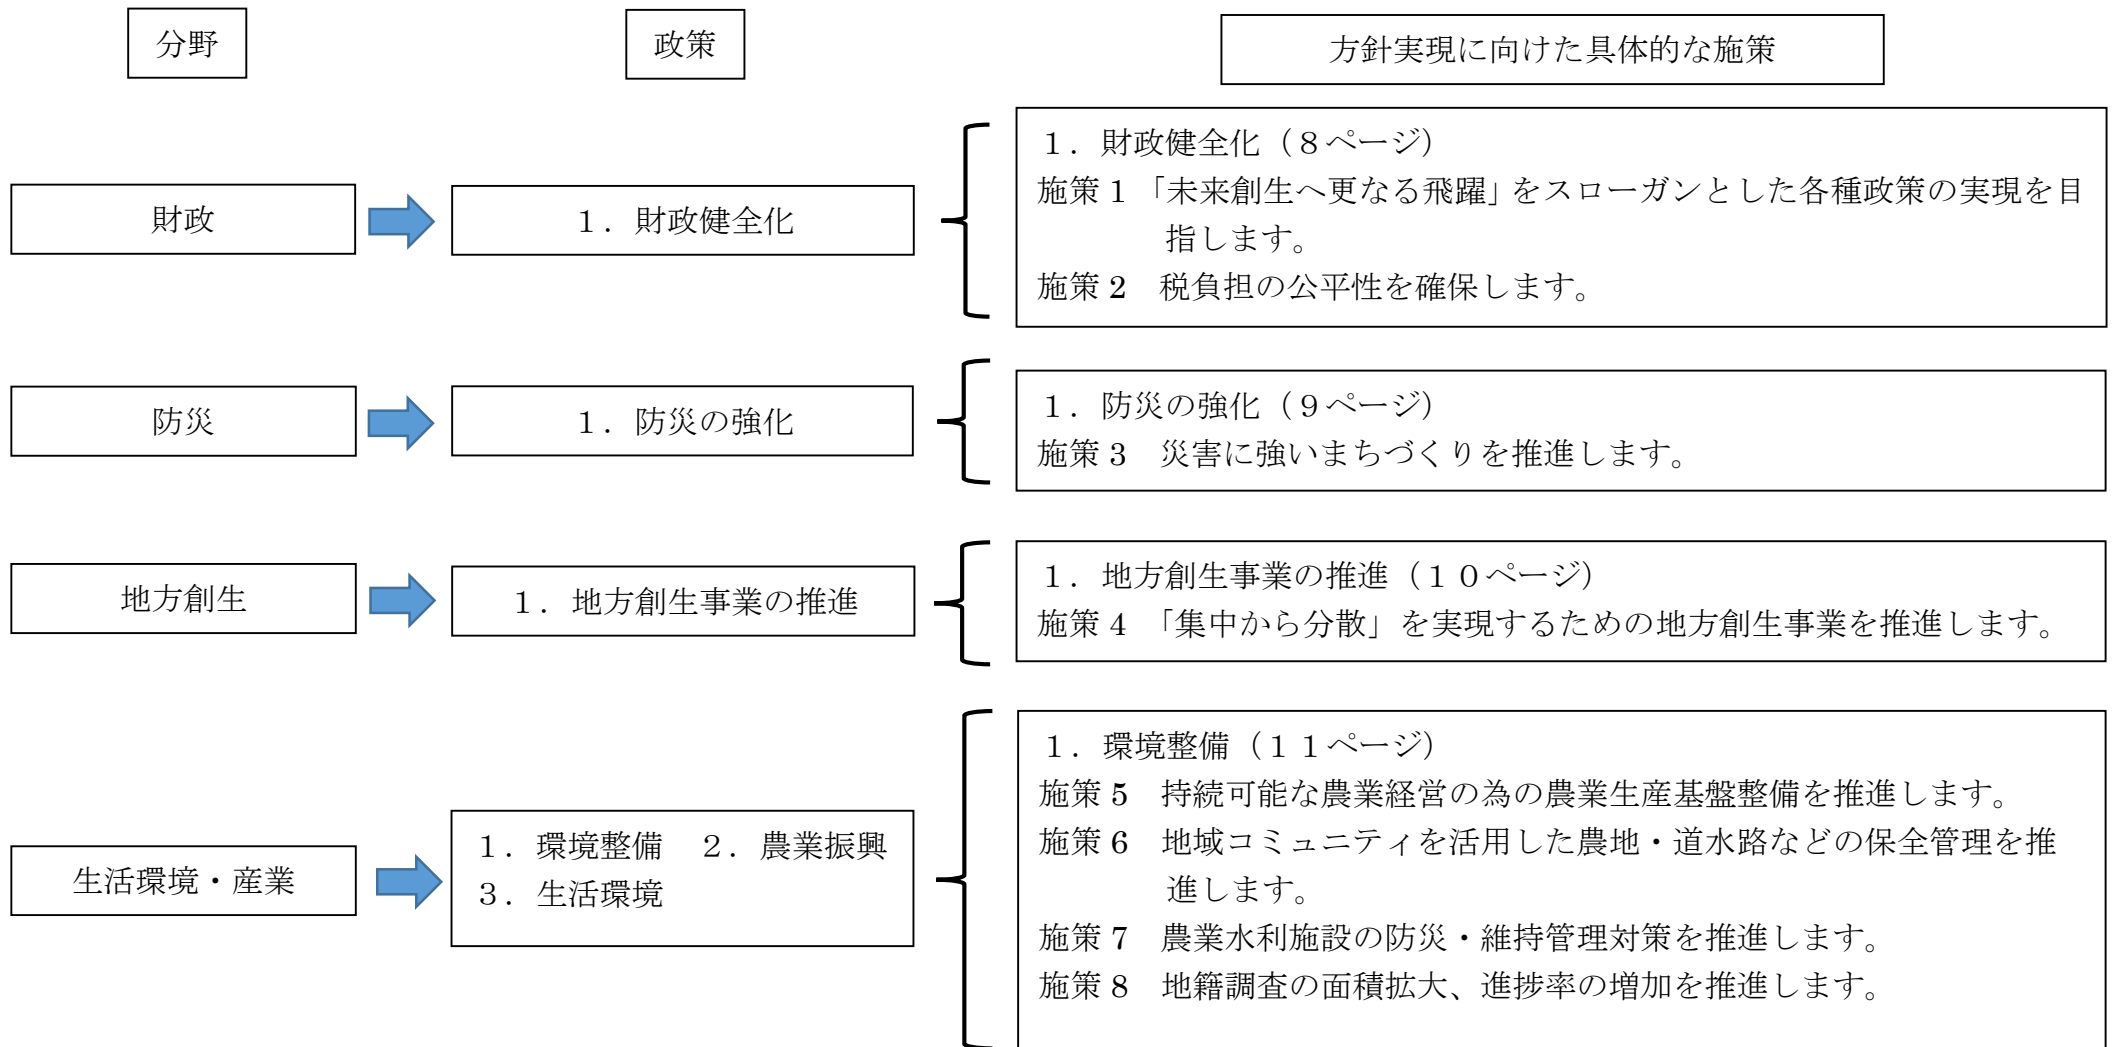 分野
政策
方針実現に向けた具体的な施策
財政
1．財政健全化
1．財政健全化（8ページ）
施策1「未来創生へ更なる飛躍」をスローガンとした各種政策の実現を目
指します。
施策2　税負担の公平性を確保します。
防災
1．防災の強化
1．防災の強化（9ページ）
施策3　災害に強いまちづくりを推進します。
地方創生
1．地方創生事業の推進
1．地方創生事業の推進（10ページ）
施策4　「集中から分散」を実現するための地方創生事業を推進します。
生活環境・産業
1．環境整備　2．農業振興
3．生活環境
1．環境整備（11ページ）
施策5　持続可能な農業経営の為の農業生産基盤整備を推進します。
施策6　地域コミュニティを活用した農地・道水路などの保全管理を推
進します。
施策7　農業水利施設の防災・維持管理対策を推進します。
施策8　地籍調査の面積拡大、進捗率の増加を推進します。